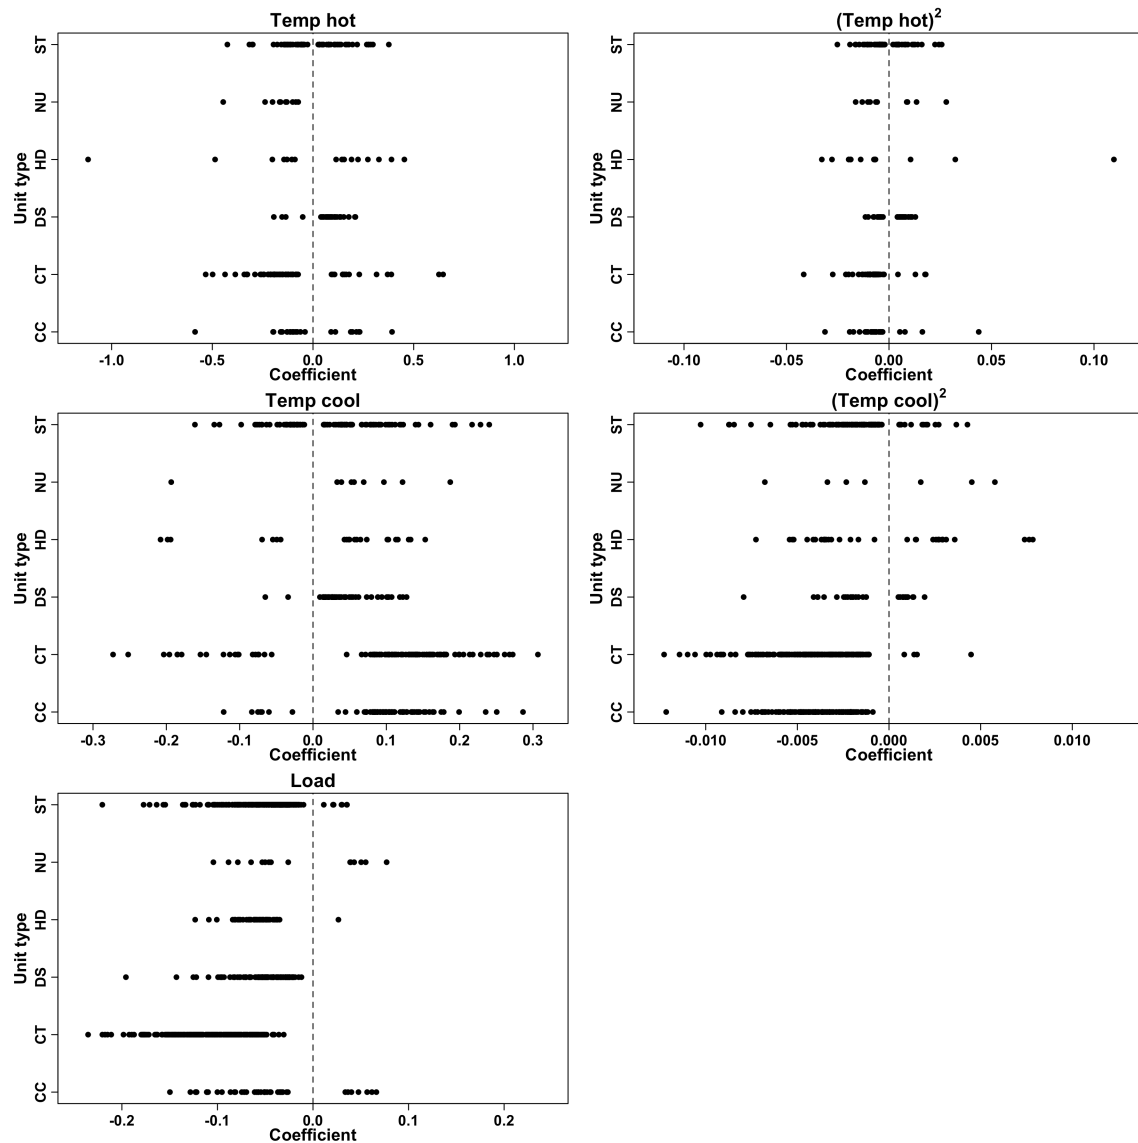 Temp hot
Unit type
ST
NU
HD
DS
CT
CC
-1.0 -0.5 0.0 0.5 1.0
Coefficient
(Temp hot)²
Unit type
ST
NU
HD
DS
CT
CC
-0.10 -0.05 0.00 0.05 0.10
Coefficient
Temp cool
Unit type
ST
NU
HD
DS
CT
CC
-0.3 -0.2 -0.1 0.0 0.1 0.2 0.3
Coefficient
(Temp cool)²
Unit type
ST
NU
HD
DS
CT
CC
-0.010 -0.005 0.000 0.005 0.010
Coefficient
Load
Unit type
ST
NU
HD
DS
CT
CC
-0.2 -0.1 0.0 0.1 0.2
Coefficient